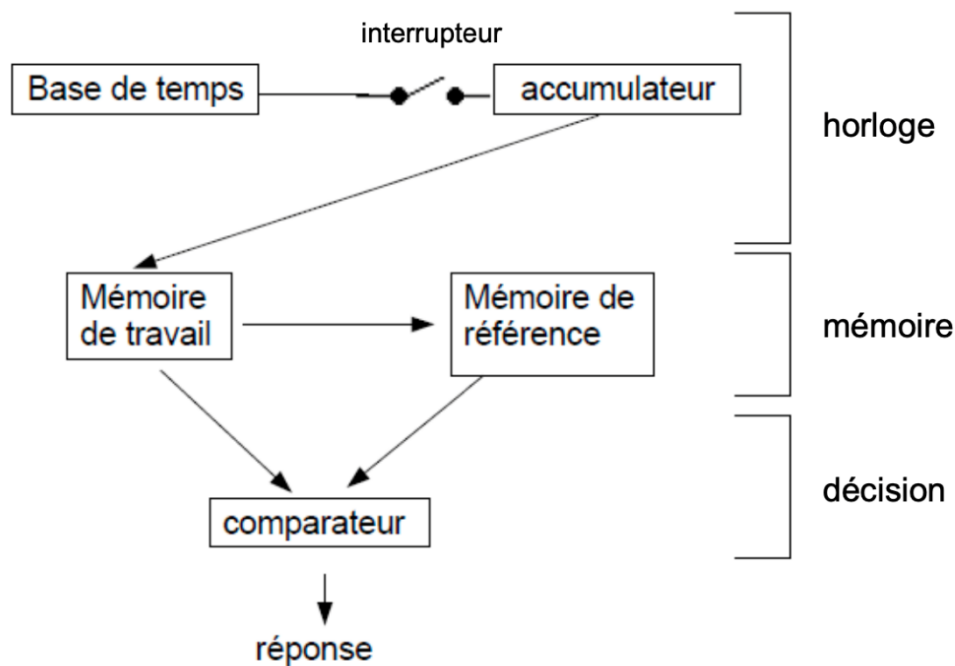 interrupteur
Base de temps
accumulateur
horloge
Mémoire
de travail
Mémoire de
référence
mémoire
décision
comparateur
réponse